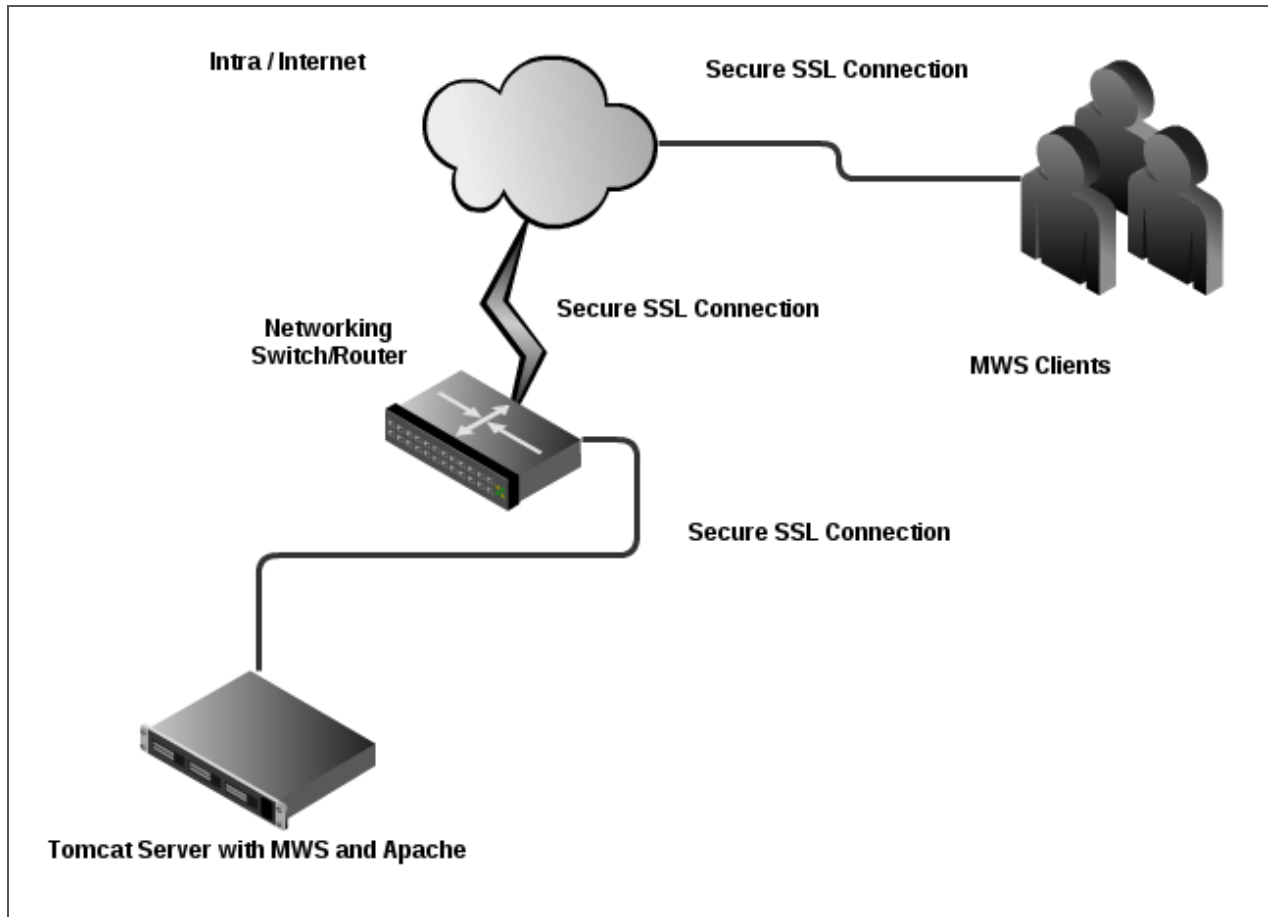 Intra / Internet
Secure SSL Connection
Secure SSL Connection
Networking
Switch/Router
MWS Clients
Secure SSL Connection
Tomcat Server with MWS and Apache